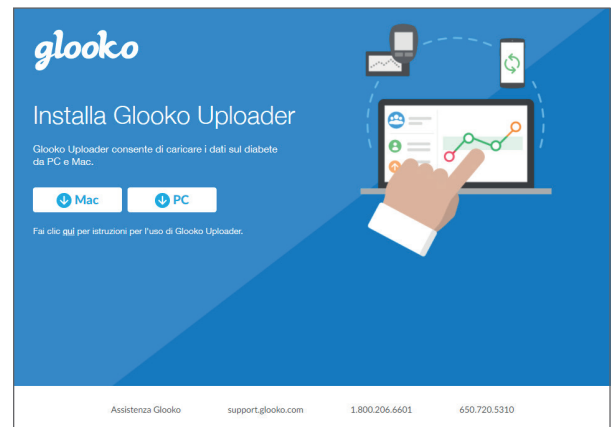 glooko
Installa Glooko Uploader
Glooko Uploader consente di caricare i dati sul diabete
da PC e Mac.
Mac PC
Fai clic qui per istruzioni per l'uso di Glooko Uploader.
Assistenza Glooko support.glooko.com 1.800.206.6601 650.720.5310